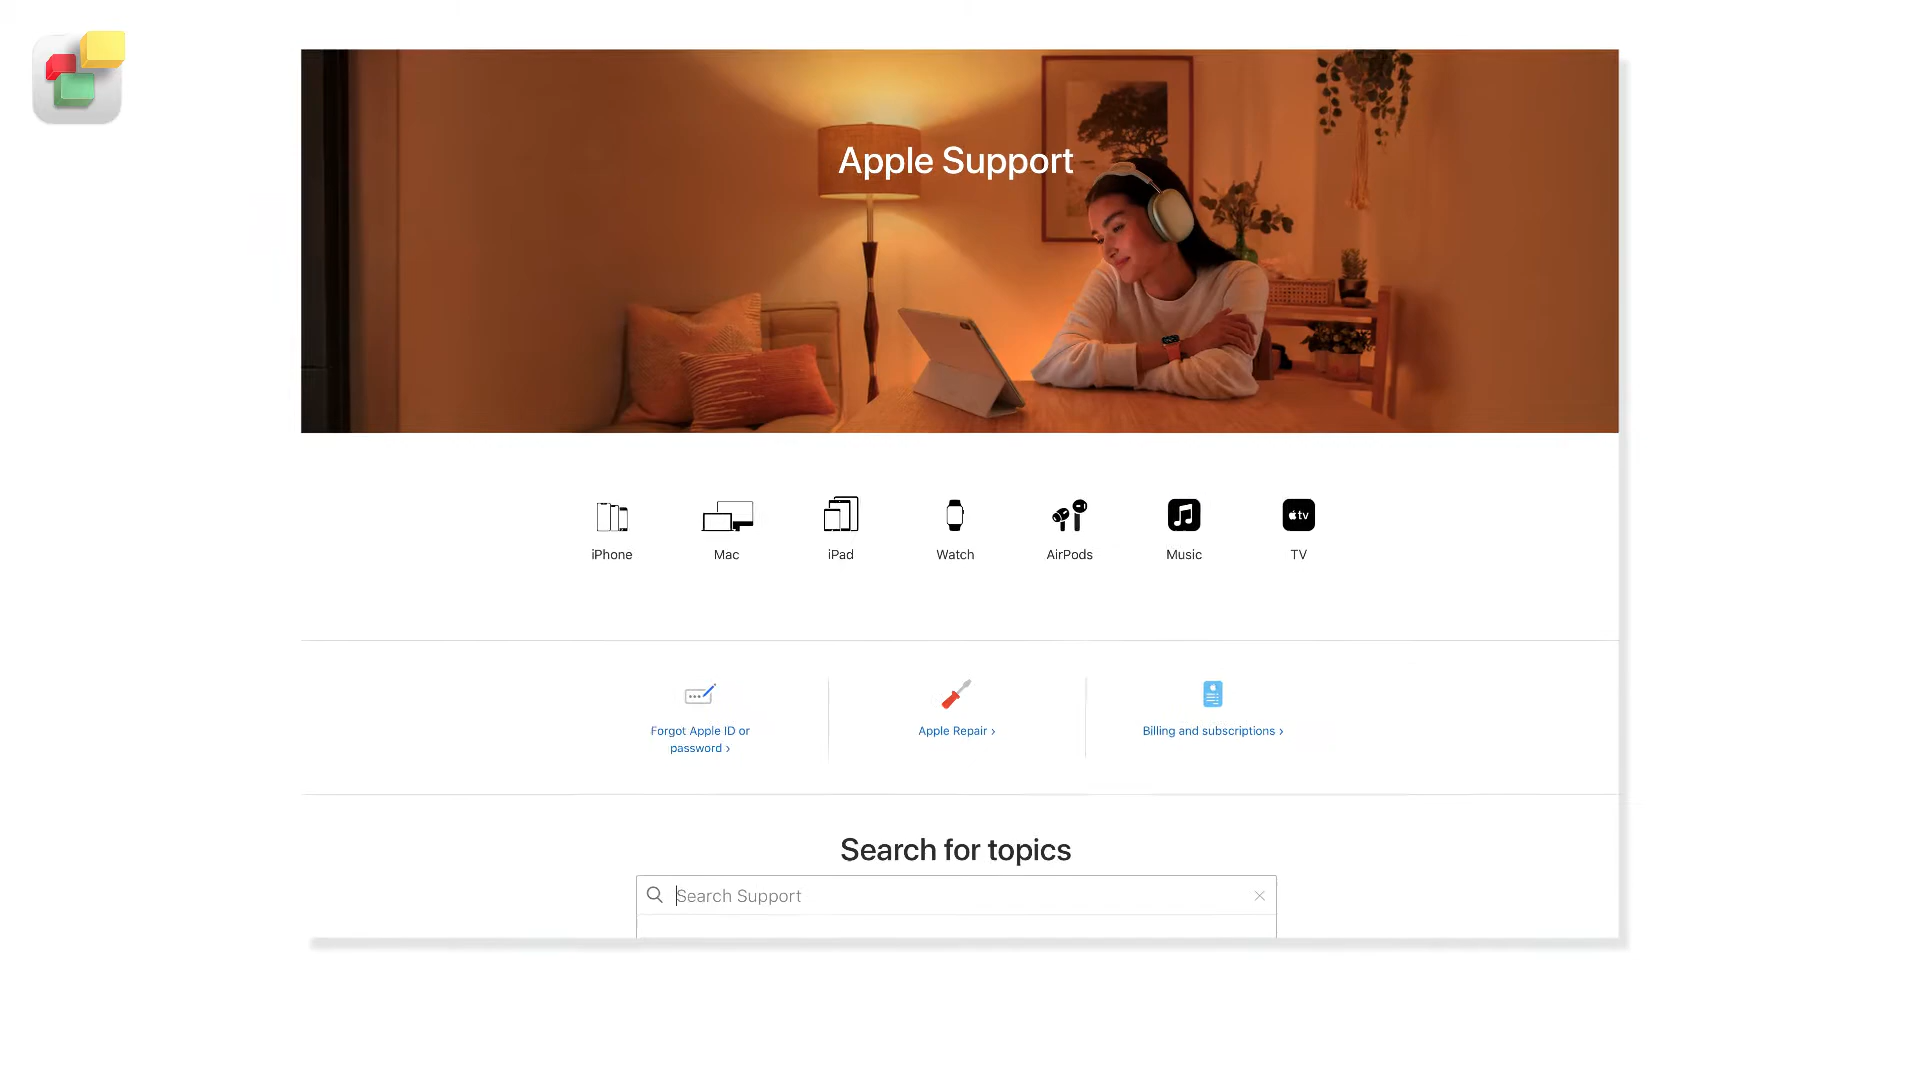 Apple Support
iPhone
Mac
iPad
Watch
AirPods
Music
tv
TV
Forgot Apple ID or
password ›
Apple Repair ›
Billing and subscriptions ›
Search for topics
Search Support